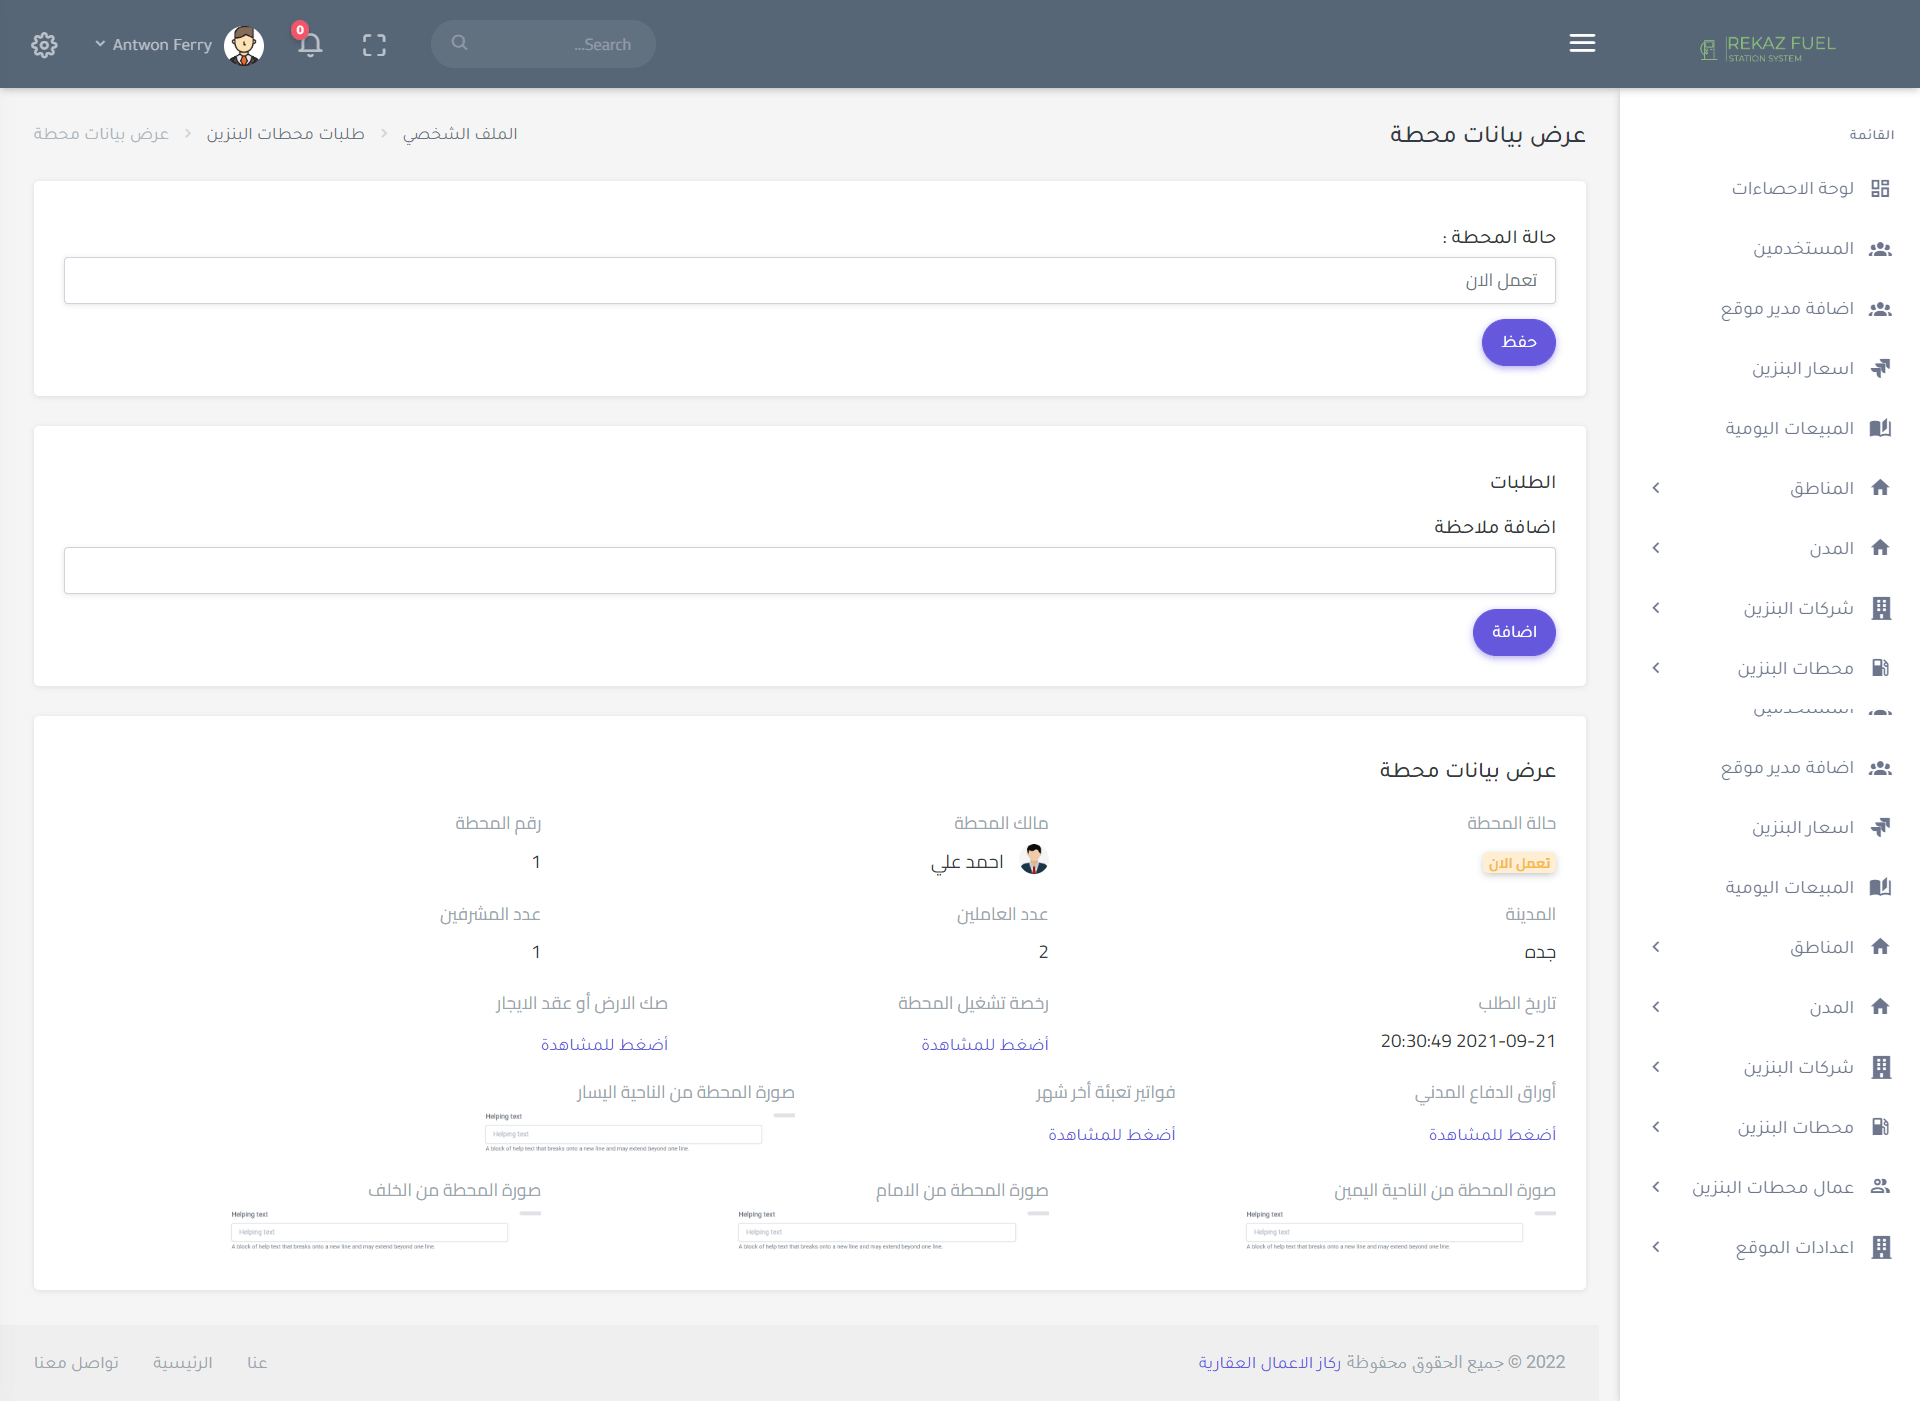 REKAZ FUEL
STATION SYSTEM
Search...
0
Antwon Ferry
القائمة
لوحة الاحصاءات
المستخدمين
اضافة مدير موقع
اسعار البنزين
المبيعات اليومية
المناطق
المدن
شركات البنزين
محطات البنزين
المستخدمين
اضافة مدير موقع
اسعار البنزين
المبيعات اليومية
المناطق
المدن
شركات البنزين
محطات البنزين
عمال محطات البنزين
اعدادات الموقع
عرض بيانات محطة
الملف الشخصي > طلبات محطات البنزين > عرض بيانات محطة
حالة المحطة :
تعمل الان
حفظ
الطلبات
اضافة ملاحظة
اضافة
عرض بيانات محطة
حالة المحطة
مالك المحطة
رقم المحطة
تعمل الان
احمد علي
1
المدينة
عدد العاملين
عدد المشرفين
جده
2
1
تاريخ الطلب
رخصة تشغيل المحطة
صك الارض أو عقد الايجار
2021-09-21 20:30:49
أضغط للمشاهدة
أضغط للمشاهدة
أوراق الدفاع المدني
فواتير تعبئة أخر شهر
صورة المحطة من الناحية اليسار
أضغط للمشاهدة
أضغط للمشاهدة
Helping text
Helping text
A block of help text that breaks onto a new line and may extend beyond one line.
صورة المحطة من الناحية اليمين
صورة المحطة من الامام
صورة المحطة من الخلف
Helping text
Helping text
A block of help text that breaks onto a new line and may extend beyond one line.
Helping text
Helping text
A block of help text that breaks onto a new line and may extend beyond one line.
Helping text
Helping text
A block of help text that breaks onto a new line and may extend beyond one line.
2022 © جميع الحقوق محفوظة ركاز الاعمال العقارية
عنا
الرئيسية
تواصل معنا